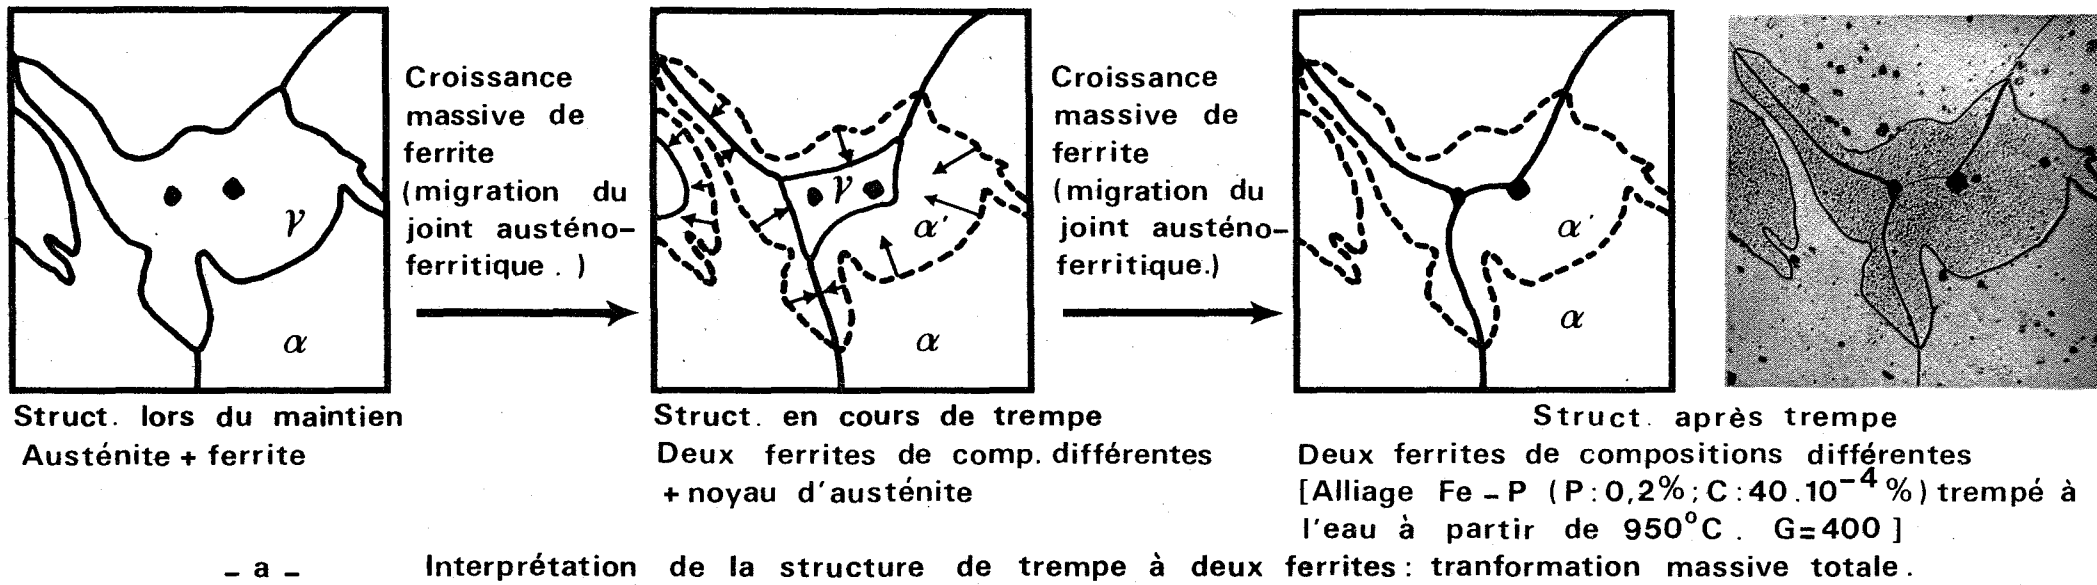 γ
α
Struct. lors du maintien
Austénite + ferrite
Croissance
massive de
ferrite
(migration du
joint austéno-
ferritique . )
γ
α'
α
Struct. en cours de trempe
Deux ferrites de comp. différentes
+ noyau d'austénite
Croissance
massive de
ferrite
(migration du
joint austéno-
ferritique.)
α'
α
Struct. après trempe
Deux ferrites de compositions différentes
[Alliage Fe – P (P : 0,2% ; C : 40.10⁻⁴ %) trempé à
l'eau à partir de 950°C . G=400 ]
– a – Interprétation de la structure de trempe à deux ferrites : tranformation massive totale .